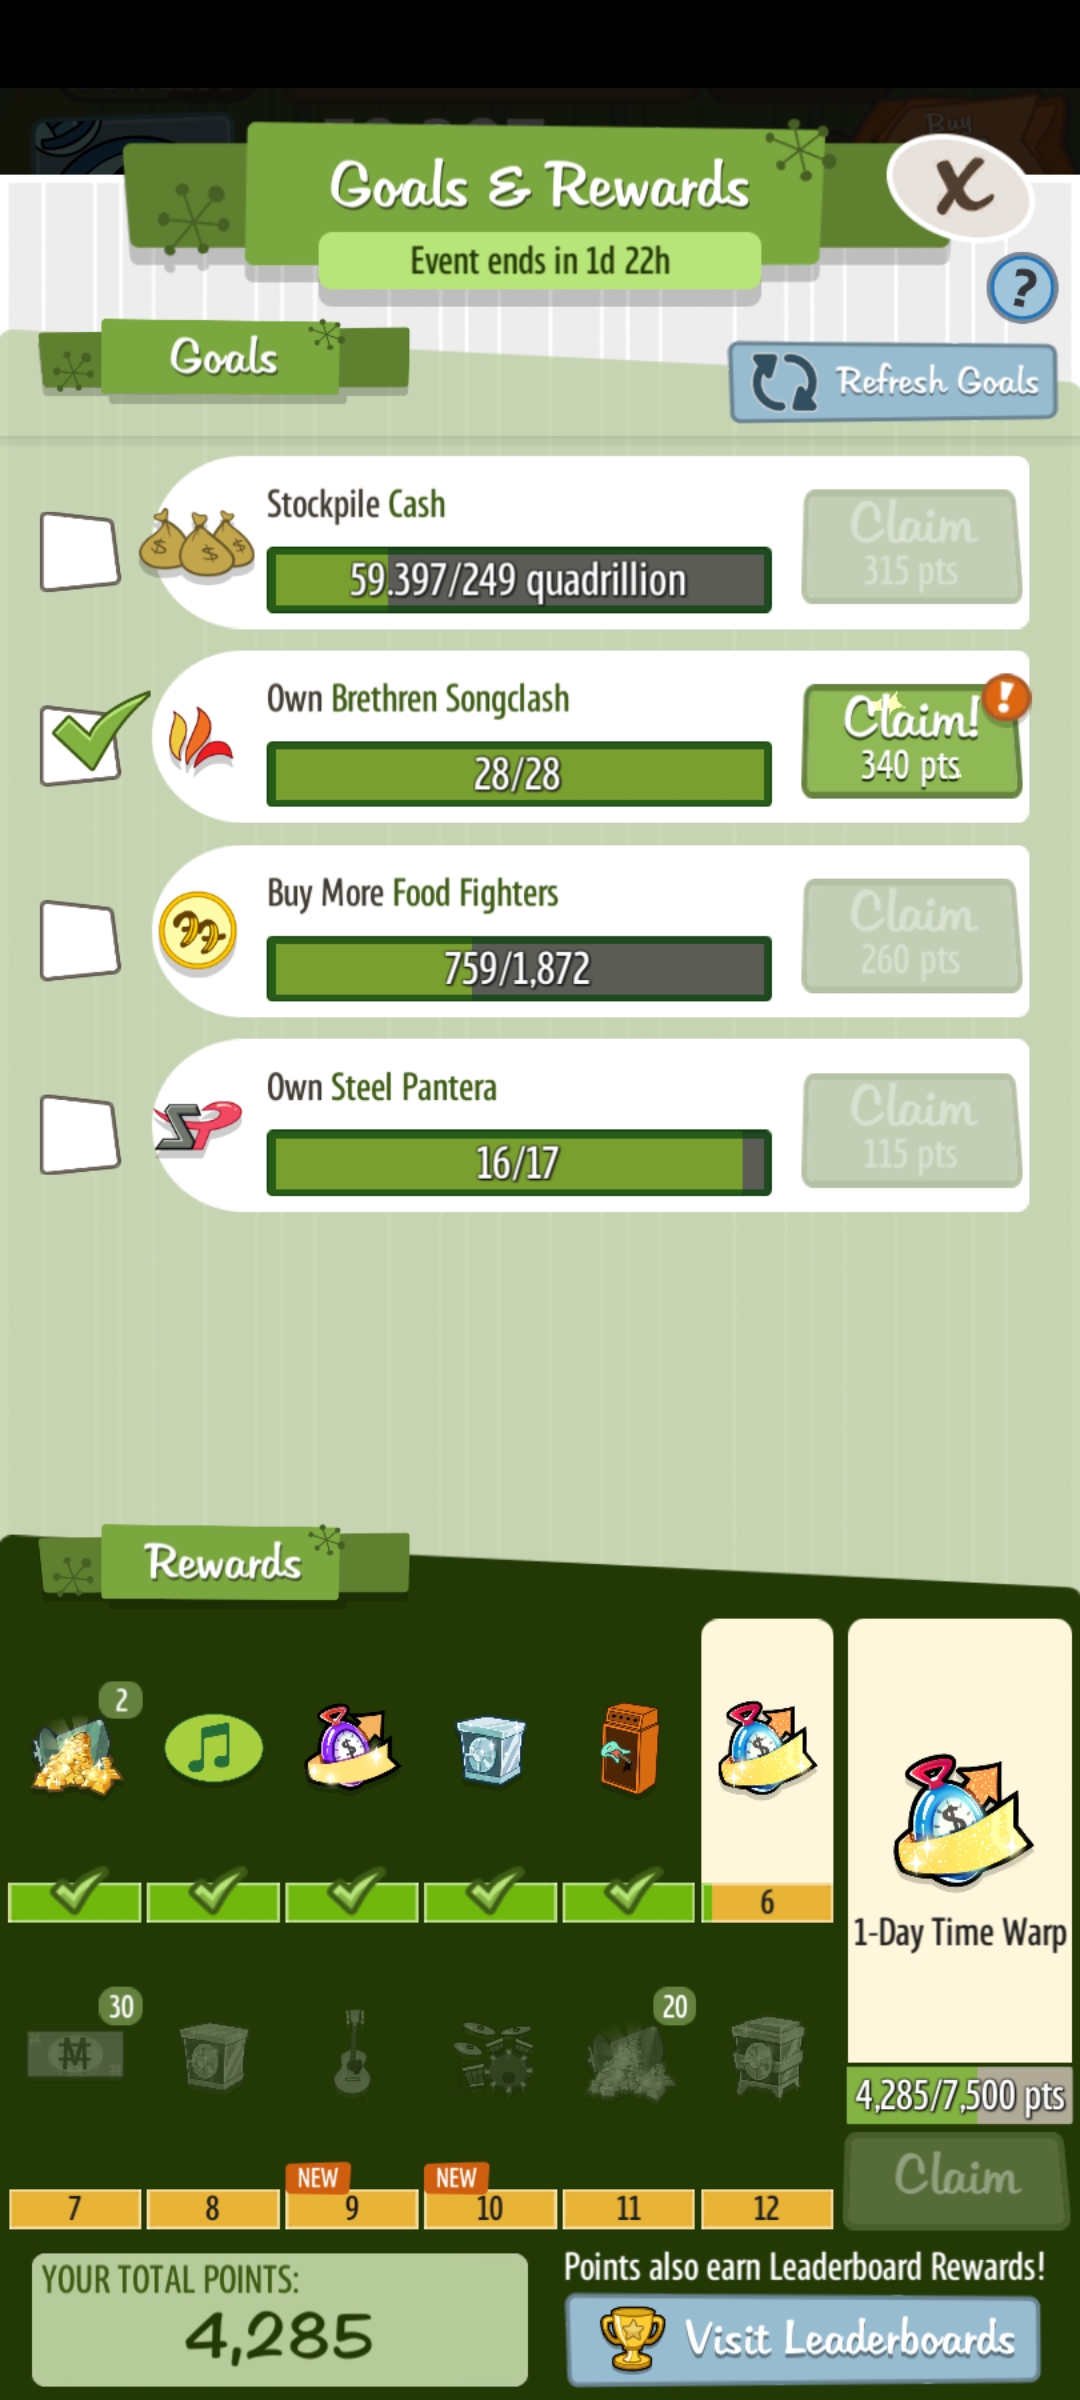 Buy
Goals & Rewards
X
Event ends in 1d 22h
?
Goals
Refresh Goals
Stockpile Cash
59.397/249 quadrillion
Claim
315 pts
Own Brethren Songclash
28/28
Claim!
!
340 pts
Buy More Food Fighters
759/1,872
Claim
260 pts
Own Steel Pantera
16/17
Claim
115 pts
Rewards
2
6
1-Day Time Warp
30
20
4,285/7,500 pts
Claim
NEW
NEW
7
8
9
10
11
12
YOUR TOTAL POINTS:
4,285
Points also earn Leaderboard Rewards!
Visit Leaderboards